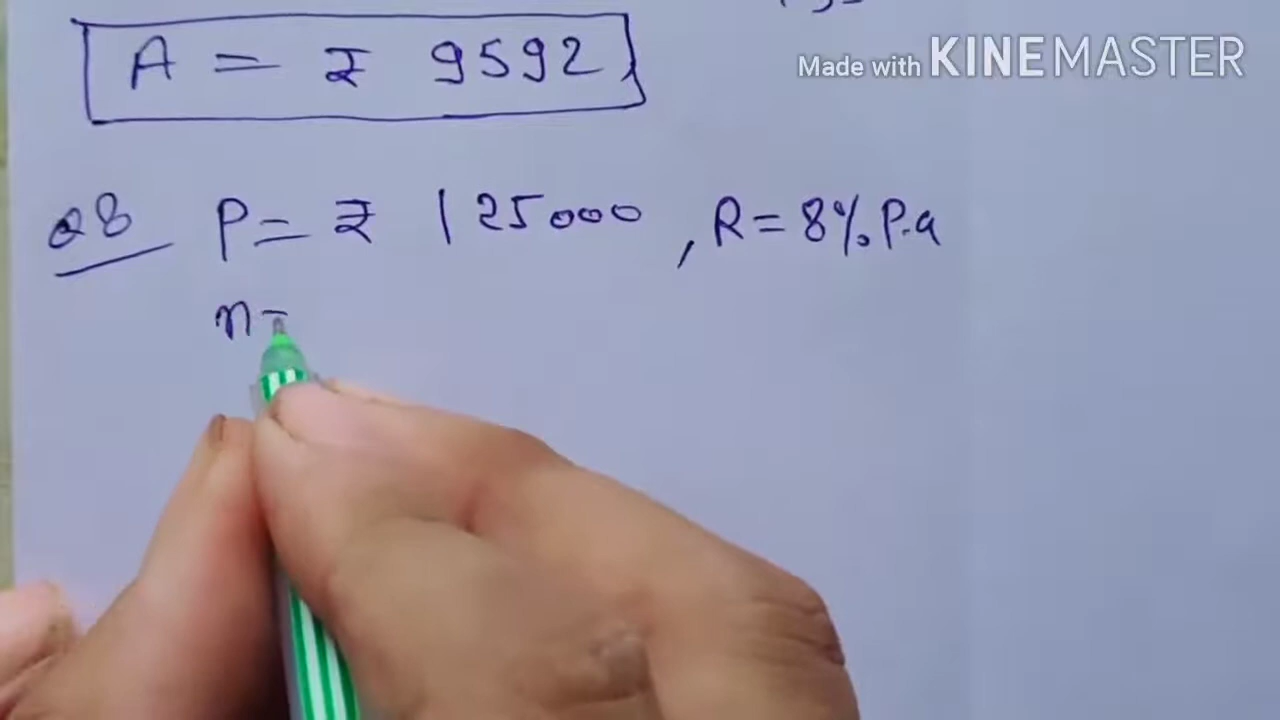 Made with KINEMASTER
A = ₹ 9592
Q8 P = ₹ 125000, R = 8% P.a
n =